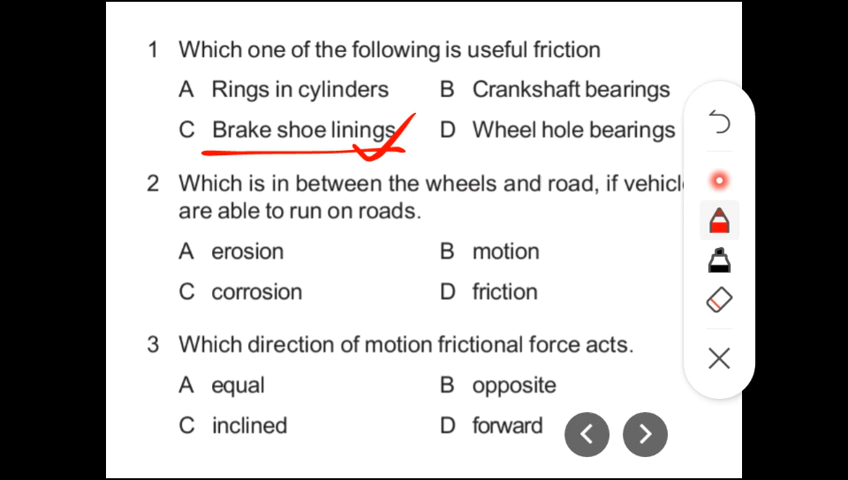 1 Which one of the following is useful friction
A Rings in cylinders B Crankshaft bearings
C Brake shoe linings D Wheel hole bearings
2 Which is in between the wheels and road, if
are able to run on roads.
A erosion B motion
C corrosion D friction
3 Which direction of motion frictional force acts.
A equal B opposite
C inclined D forward